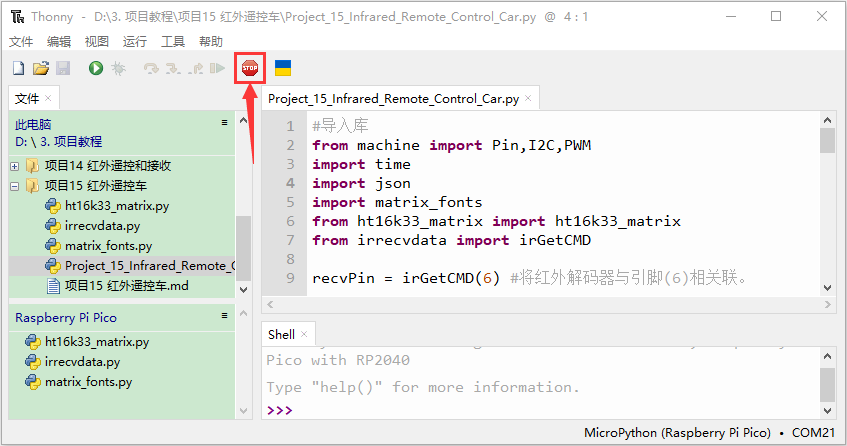 Thonny - D:\3. 项目教程\项目15 红外遥控车\Project_15_Infrared_Remote_Control_Car.py @ 4 : 1
文件 编辑 视图 运行 工具 帮助
STOP
文件 ×
此电脑
D: \ 3. 项目教程
项目14 红外遥控和接收
项目15 红外遥控车
ht16k33_matrix.py
irrecvdata.py
matrix_fonts.py
Project_15_Infrared_Remote_
项目15 红外遥控车.md
Raspberry Pi Pico
ht16k33_matrix.py
irrecvdata.py
matrix_fonts.py
Project_15_Infrared_Remote_Control_Car.py ×
1 #导入库
2 from machine import Pin,I2C,PWM
3 import time
4 import json
5 import matrix_fonts
6 from ht16k33_matrix import ht16k33_matrix
7 from irrecvdata import irGetCMD
8
9 recvPin = irGetCMD(6) #将红外解码器与引脚(6)相关联。
Shell ×
Pico with RP2040
Type "help()" for more information.
>>>
MicroPython (Raspberry Pi Pico) • COM21